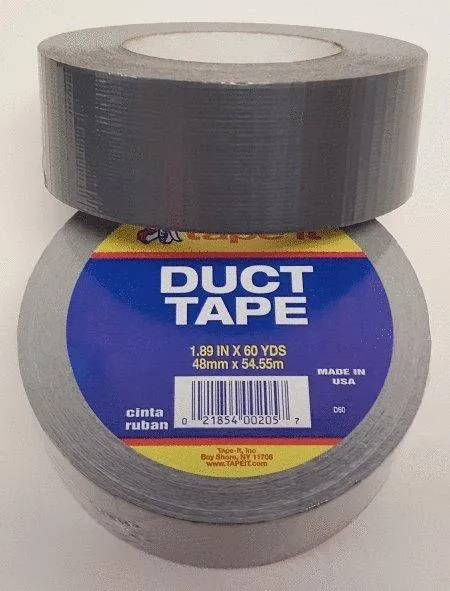 tape-it
DUCT
TAPE
1.89 IN X 60 YDS
48mm x 54.55m
MADE IN
USA
cinta
ruban
0 21854 00205 7
D60
Tape-It, Inc
Bay Shore, NY 11706
www.TAPEIT.com